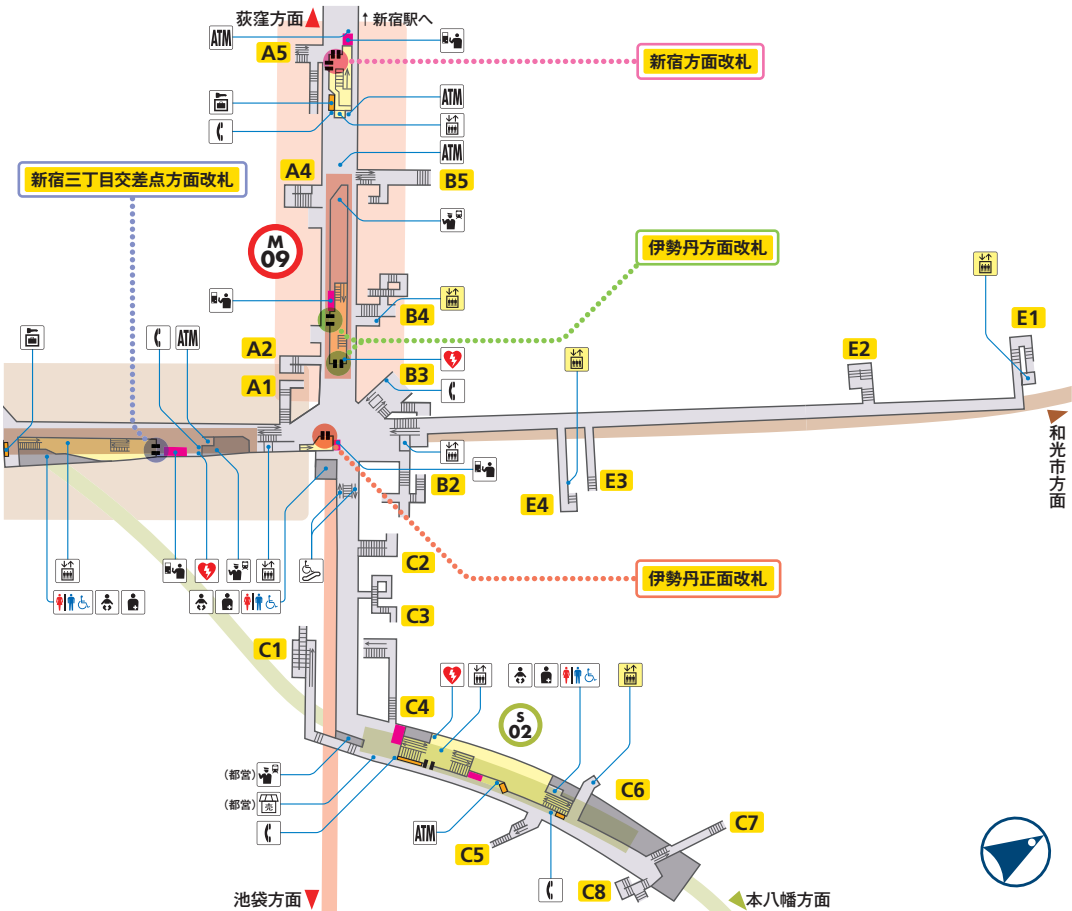 荻窪方面
↑新宿駅へ
ATM
A5
新宿方面改札
ATM
ATM
A4
B5
新宿三丁目交差点方面改札
M
09
伊勢丹方面改札
B4
E1
A2
E2
B3
A1
ATM
和光市方面
B2
E3
E4
C2
伊勢丹正面改札
C3
C1
C4
S
02
(都営)
C6
(都営)
売
ATM
C7
C5
C8
池袋方面
本八幡方面